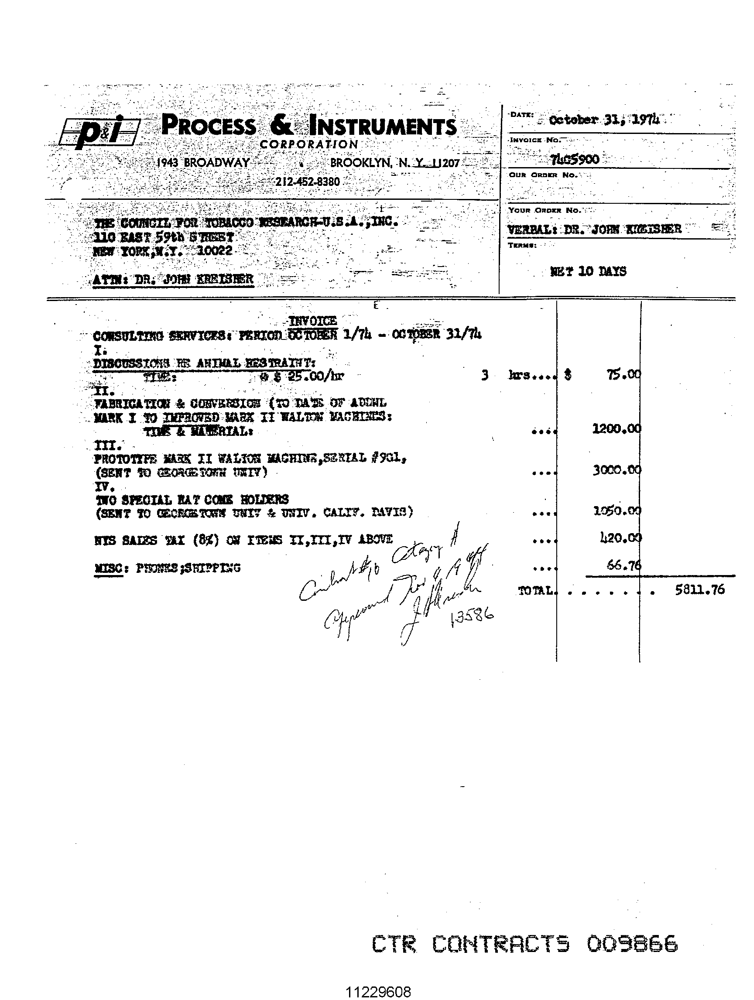 p&i PROCESS & INSTRUMENTS
CORPORATION
1943 BROADWAY • BROOKLYN, N. Y. 11207
212-452-8380
DATE: October 31, 1974
INVOICE NO.
7405900
OUR ORDER NO.
YOUR ORDER NO.
VERBAL: DR. JOHN KREISHER
TERMS:
NET 10 DAYS
THE COUNCIL FOR TOBACCO RESEARCH-U.S.A.,INC.
110 EAST 59th STREET
NEW YORK,N.Y. 10022
ATTN: DR. JOHN KREISHER
INVOICE
CONSULTING SERVICES: PERIOD OCTOBER 1/74 - OCTOBER 31/74
I.
DISCUSSIONS RE ANIMAL RESTRAINT:
TIME: @ $ 25.00/hr 3 hrs.... $ 75.00
II.
FABRICATION & CONVERSION (TO DATE OF ADDNL
MARK I TO IMPROVED MARK II WALTON MACHINES:
TIME & MATERIAL: .... 1200.00
III.
PROTOTYPE MARK II WALTON MACHINE,SERIAL #901,
(SENT TO GEORGETOWN UNIV) .... 3000.00
IV.
TWO SPECIAL RAT CONE HOLDERS
(SENT TO GEORGETOWN UNIV & UNIV. CALIF. DAVIS) .... 1050.00
NYS SALES TAX (8%) ON ITEMS II,III,IV ABOVE .... 420.00
MISC: PHONES;SHIPPING .... 66.76
TOTAL. . . . . . . 5811.76
Category A
13586
CTR CONTRACTS 009866
11229608